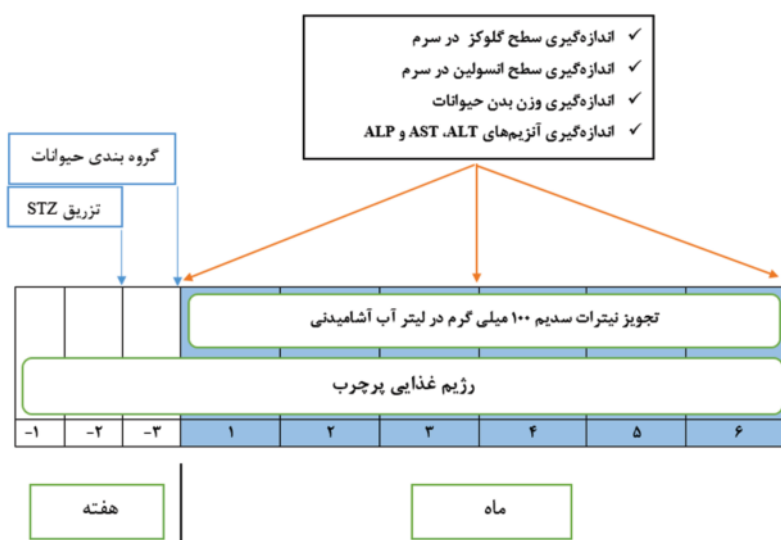 ✓ اندازه‌گیری سطح گلوکز در سرم
✓ اندازه‌گیری سطح انسولین در سرم
✓ اندازه‌گیری وزن بدن حیوانات
✓ اندازه‌گیری آنزیم‌های AST ،ALT و ALP
گروه بندی حیوانات
تزریق STZ
تجویز نیترات سدیم ۱۰۰ میلی گرم در لیتر آب آشامیدنی
رژیم غذایی پرچرب
-۱ -۲ -۳ ۱ ۲ ۳ ۴ ۵ ۶
هفته
ماه